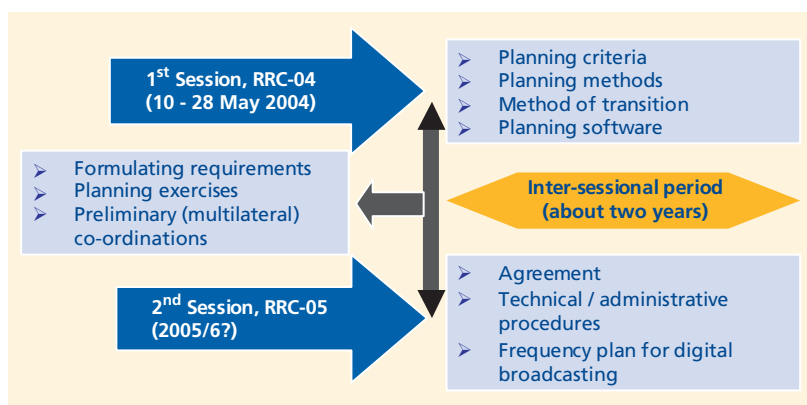 1st Session, RRC-04
(10 - 28 May 2004)
➢ Planning criteria
➢ Planning methods
➢ Method of transition
➢ Planning software
➢ Formulating requirements
➢ Planning exercises
➢ Preliminary (multilateral)
co-ordinations
Inter-sessional period
(about two years)
2nd Session, RRC-05
(2005/6?)
➢ Agreement
➢ Technical / administrative
procedures
➢ Frequency plan for digital
broadcasting